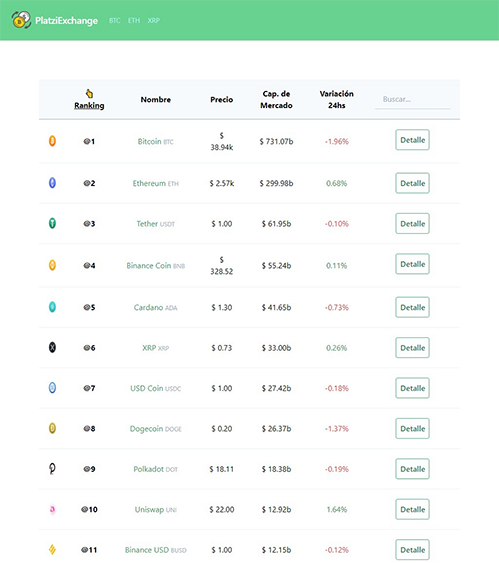 PlatziExchange BTC ETH XRP
Ranking Nombre Precio Cap. de Mercado Variación 24hs Buscar...
@1 Bitcoin BTC $ 38.94k $ 731.07b -1.96% Detalle
@2 Ethereum ETH $ 2.57k $ 299.98b 0.68% Detalle
@3 Tether USDT $ 1.00 $ 61.95b -0.10% Detalle
@4 Binance Coin BNB $ 328.52 $ 55.24b 0.11% Detalle
@5 Cardano ADA $ 1.30 $ 41.65b -0.73% Detalle
@6 XRP XRP $ 0.73 $ 33.00b 0.26% Detalle
@7 USD Coin USDC $ 1.00 $ 27.42b -0.18% Detalle
@8 Dogecoin DOGE $ 0.20 $ 26.37b -1.37% Detalle
@9 Polkadot DOT $ 18.11 $ 18.38b -0.19% Detalle
@10 Uniswap UNI $ 22.00 $ 12.92b 1.64% Detalle
@11 Binance USD BUSD $ 1.00 $ 12.15b -0.12% Detalle